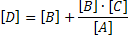 [D] = [B] + [B] · [C] / [A]